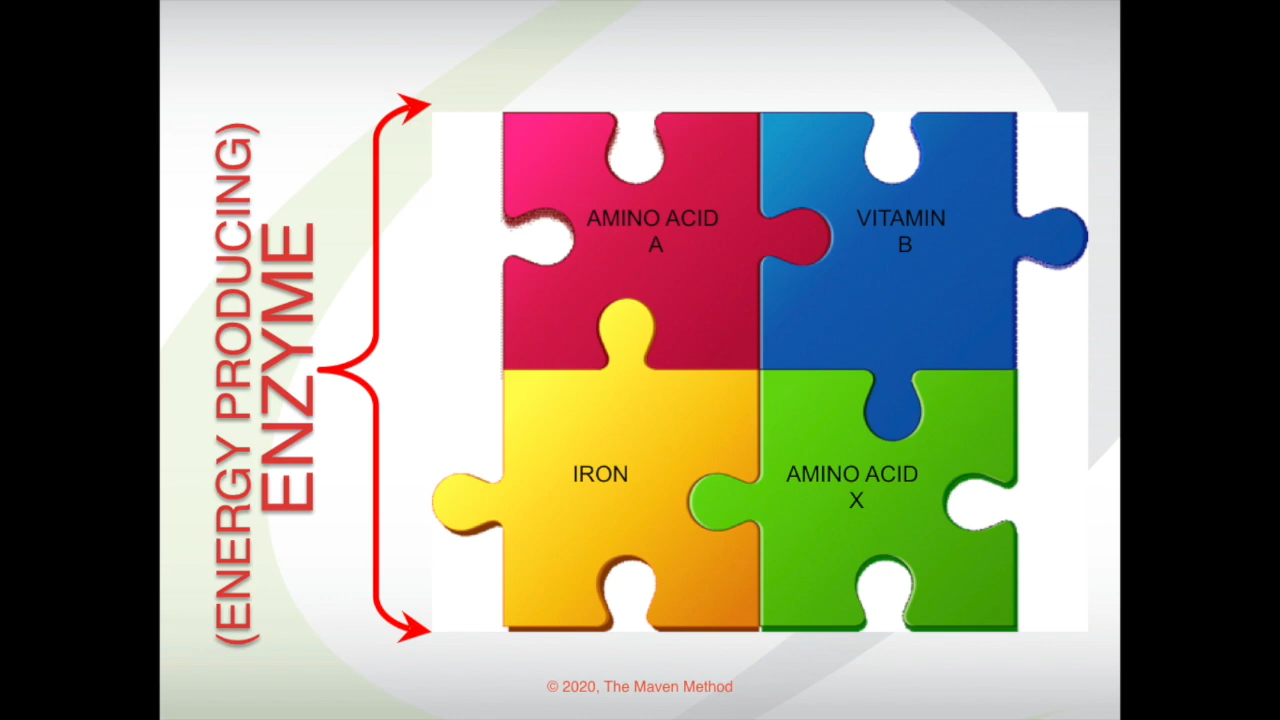 (ENERGY PRODUCING)
ENZYME
AMINO ACID
A
VITAMIN
B
IRON
AMINO ACID
X
© 2020, The Maven Method